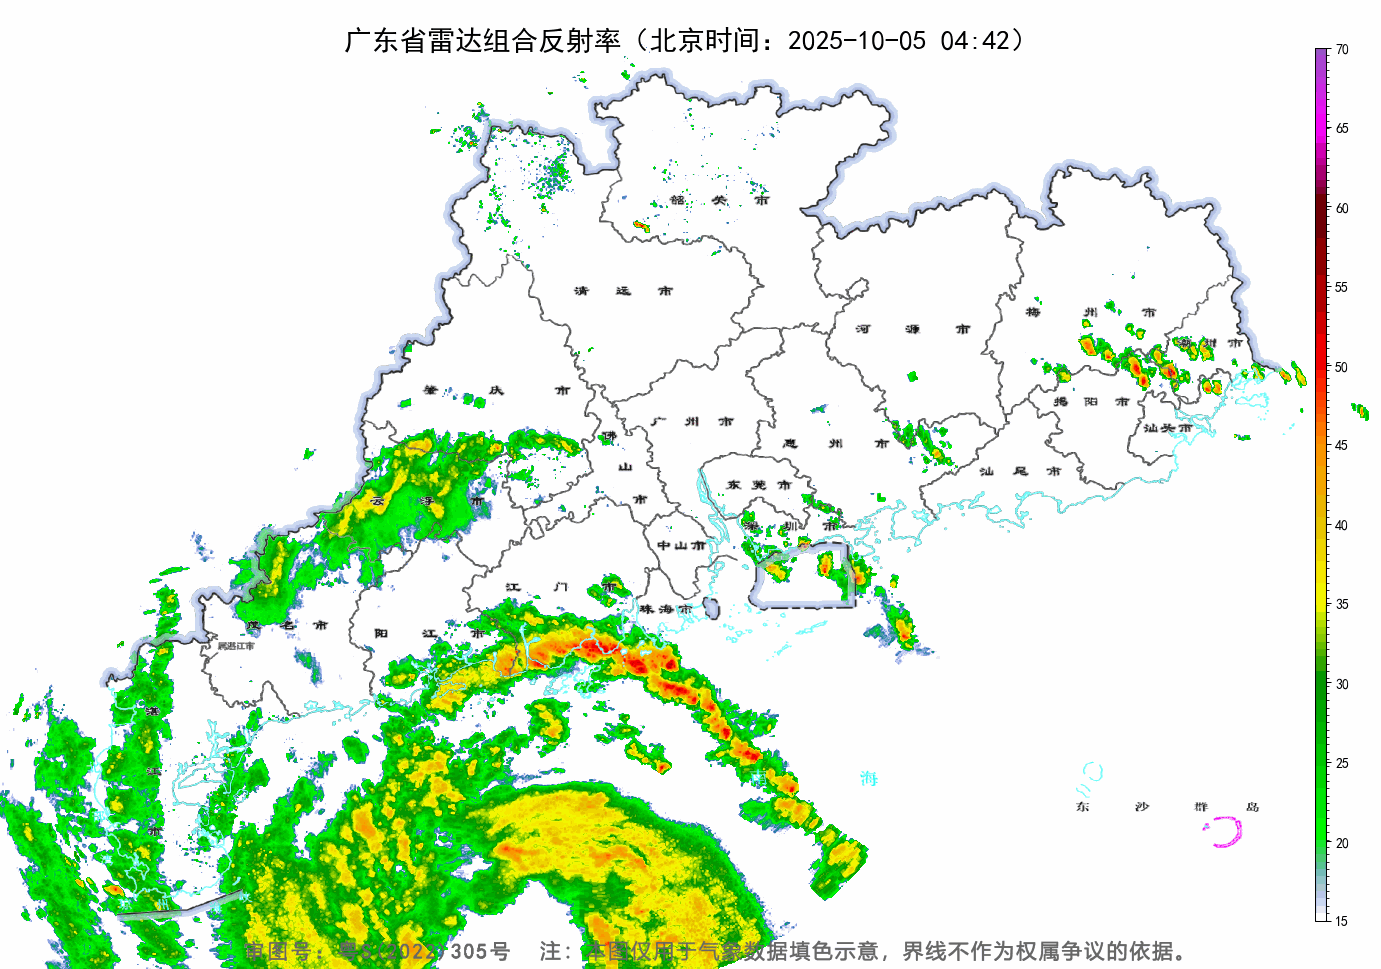 广东省雷达组合反射率（北京时间：2025-10-05 04:42）
70
65
60
55
50
45
40
35
30
25
20
15
韶关市
清远市
河源市
梅州市
潮州市
肇庆市
广州市
惠州市
揭阳市
汕头市
佛山市
云浮市
东莞市
汕尾市
深圳市
中山市
江门市
珠海市
茂名市
阳江市
属湛江市
湛江市
南海
东沙群岛
审图号：粤S(2022)305号 注：本图仅用于气象数据填色示意，界线不作为权属争议的依据。